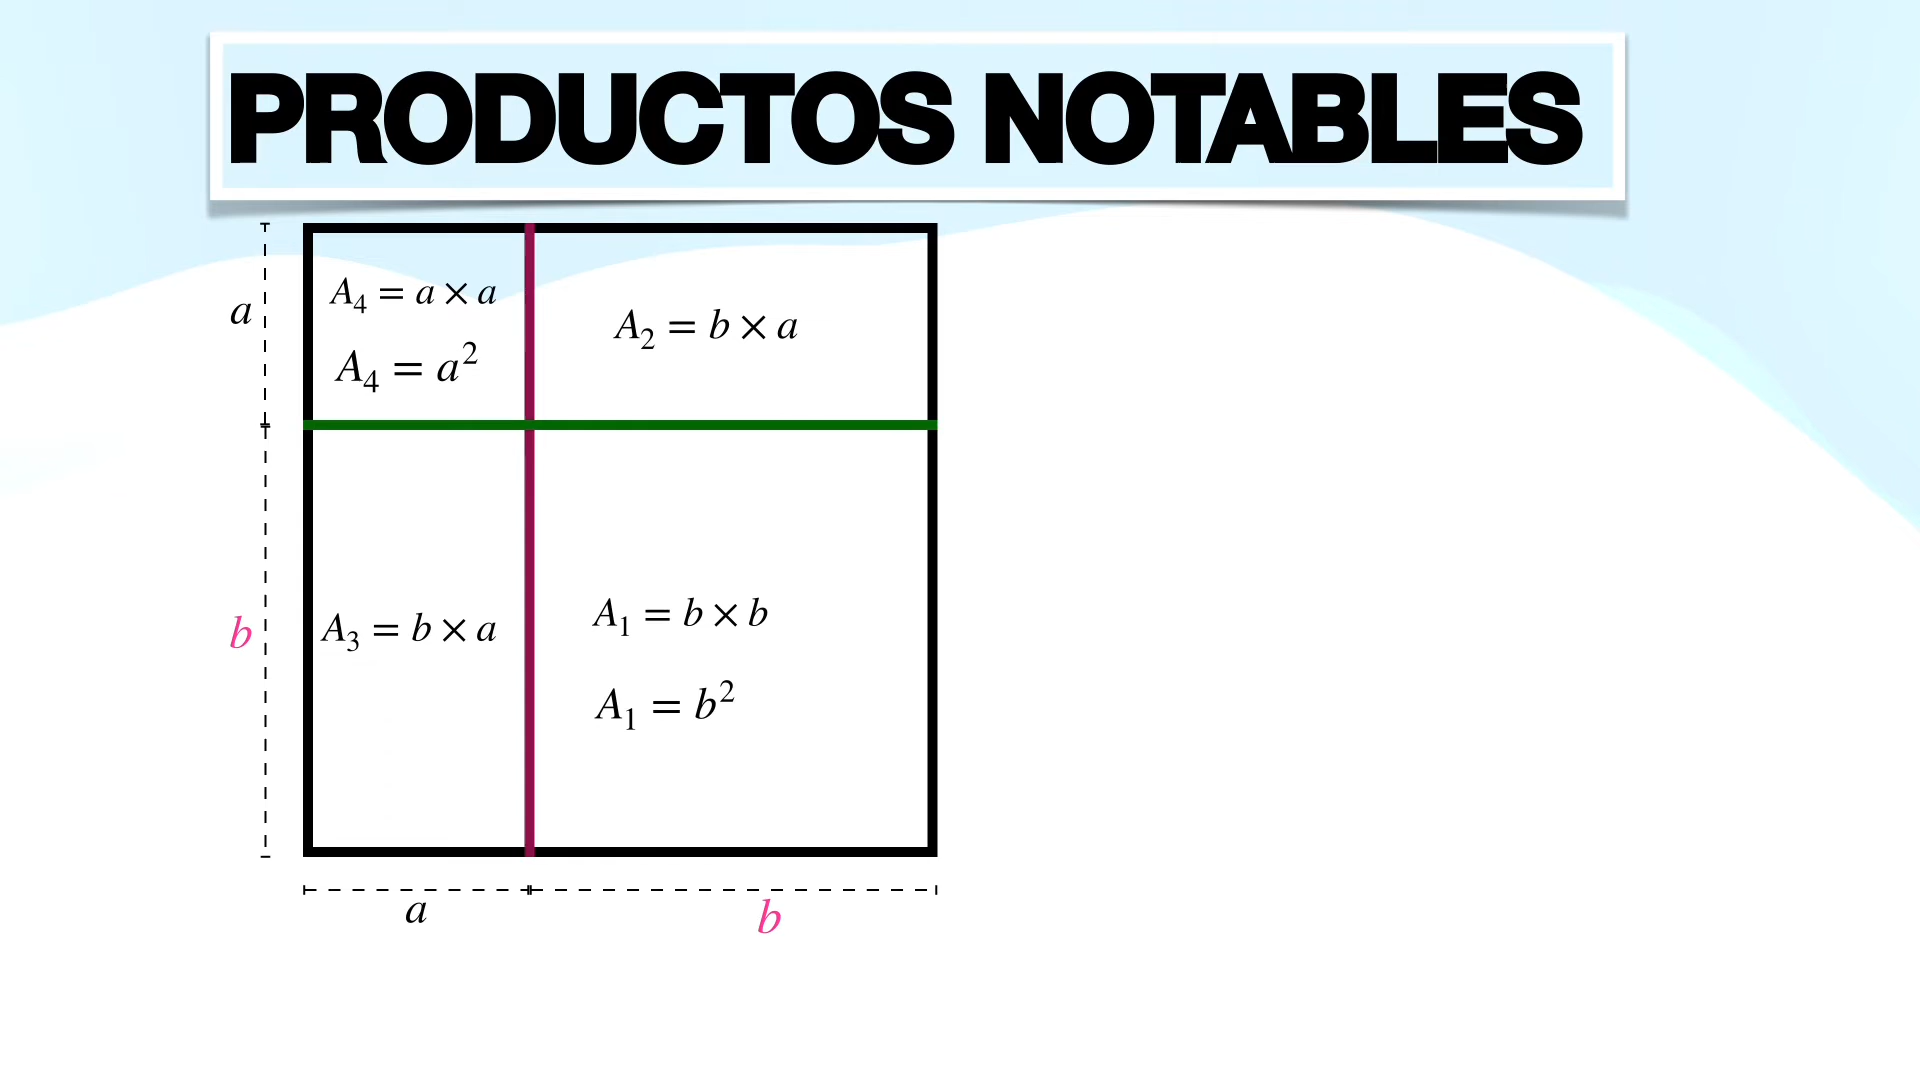 PRODUCTOS NOTABLES
A₄ = a × a
A₄ = a²
A₂ = b × a
a
A₃ = b × a
A₁ = b × b
A₁ = b²
b
a
b